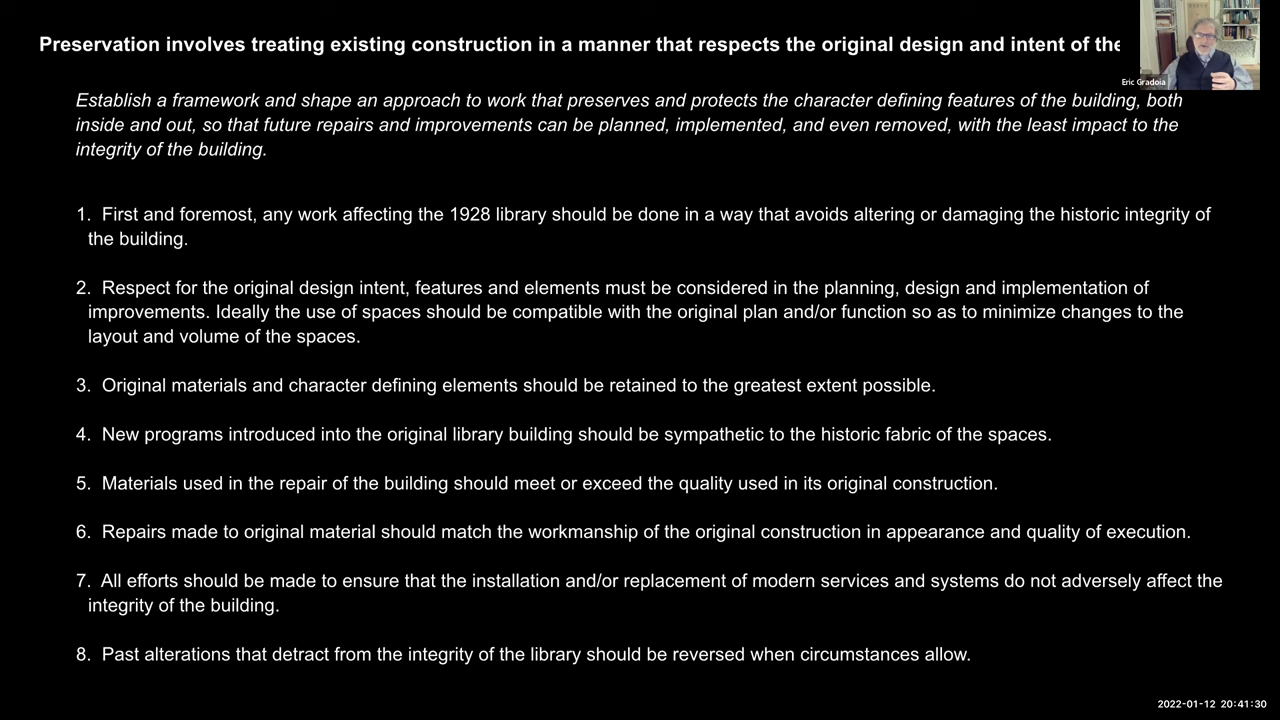 Preservation involves treating existing construction in a manner that respects the original design and intent of the
Eric Gradoia
Establish a framework and shape an approach to work that preserves and protects the character defining features of the building, both
inside and out, so that future repairs and improvements can be planned, implemented, and even removed, with the least impact to the
integrity of the building.
1. First and foremost, any work affecting the 1928 library should be done in a way that avoids altering or damaging the historic integrity of
the building.
2. Respect for the original design intent, features and elements must be considered in the planning, design and implementation of
improvements. Ideally the use of spaces should be compatible with the original plan and/or function so as to minimize changes to the
layout and volume of the spaces.
3. Original materials and character defining elements should be retained to the greatest extent possible.
4. New programs introduced into the original library building should be sympathetic to the historic fabric of the spaces.
5. Materials used in the repair of the building should meet or exceed the quality used in its original construction.
6. Repairs made to original material should match the workmanship of the original construction in appearance and quality of execution.
7. All efforts should be made to ensure that the installation and/or replacement of modern services and systems do not adversely affect the
integrity of the building.
8. Past alterations that detract from the integrity of the library should be reversed when circumstances allow.
2022-01-12 20:41:30